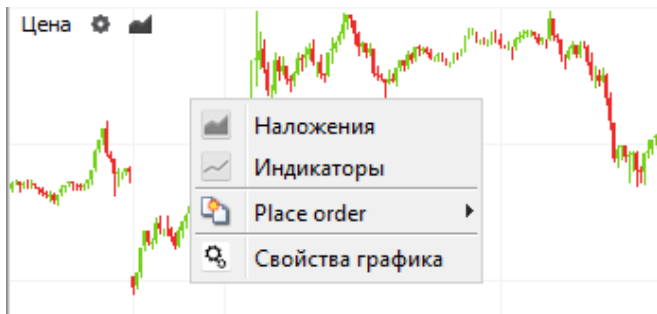 Цена
Наложения
Индикаторы
Place order
Свойства графика